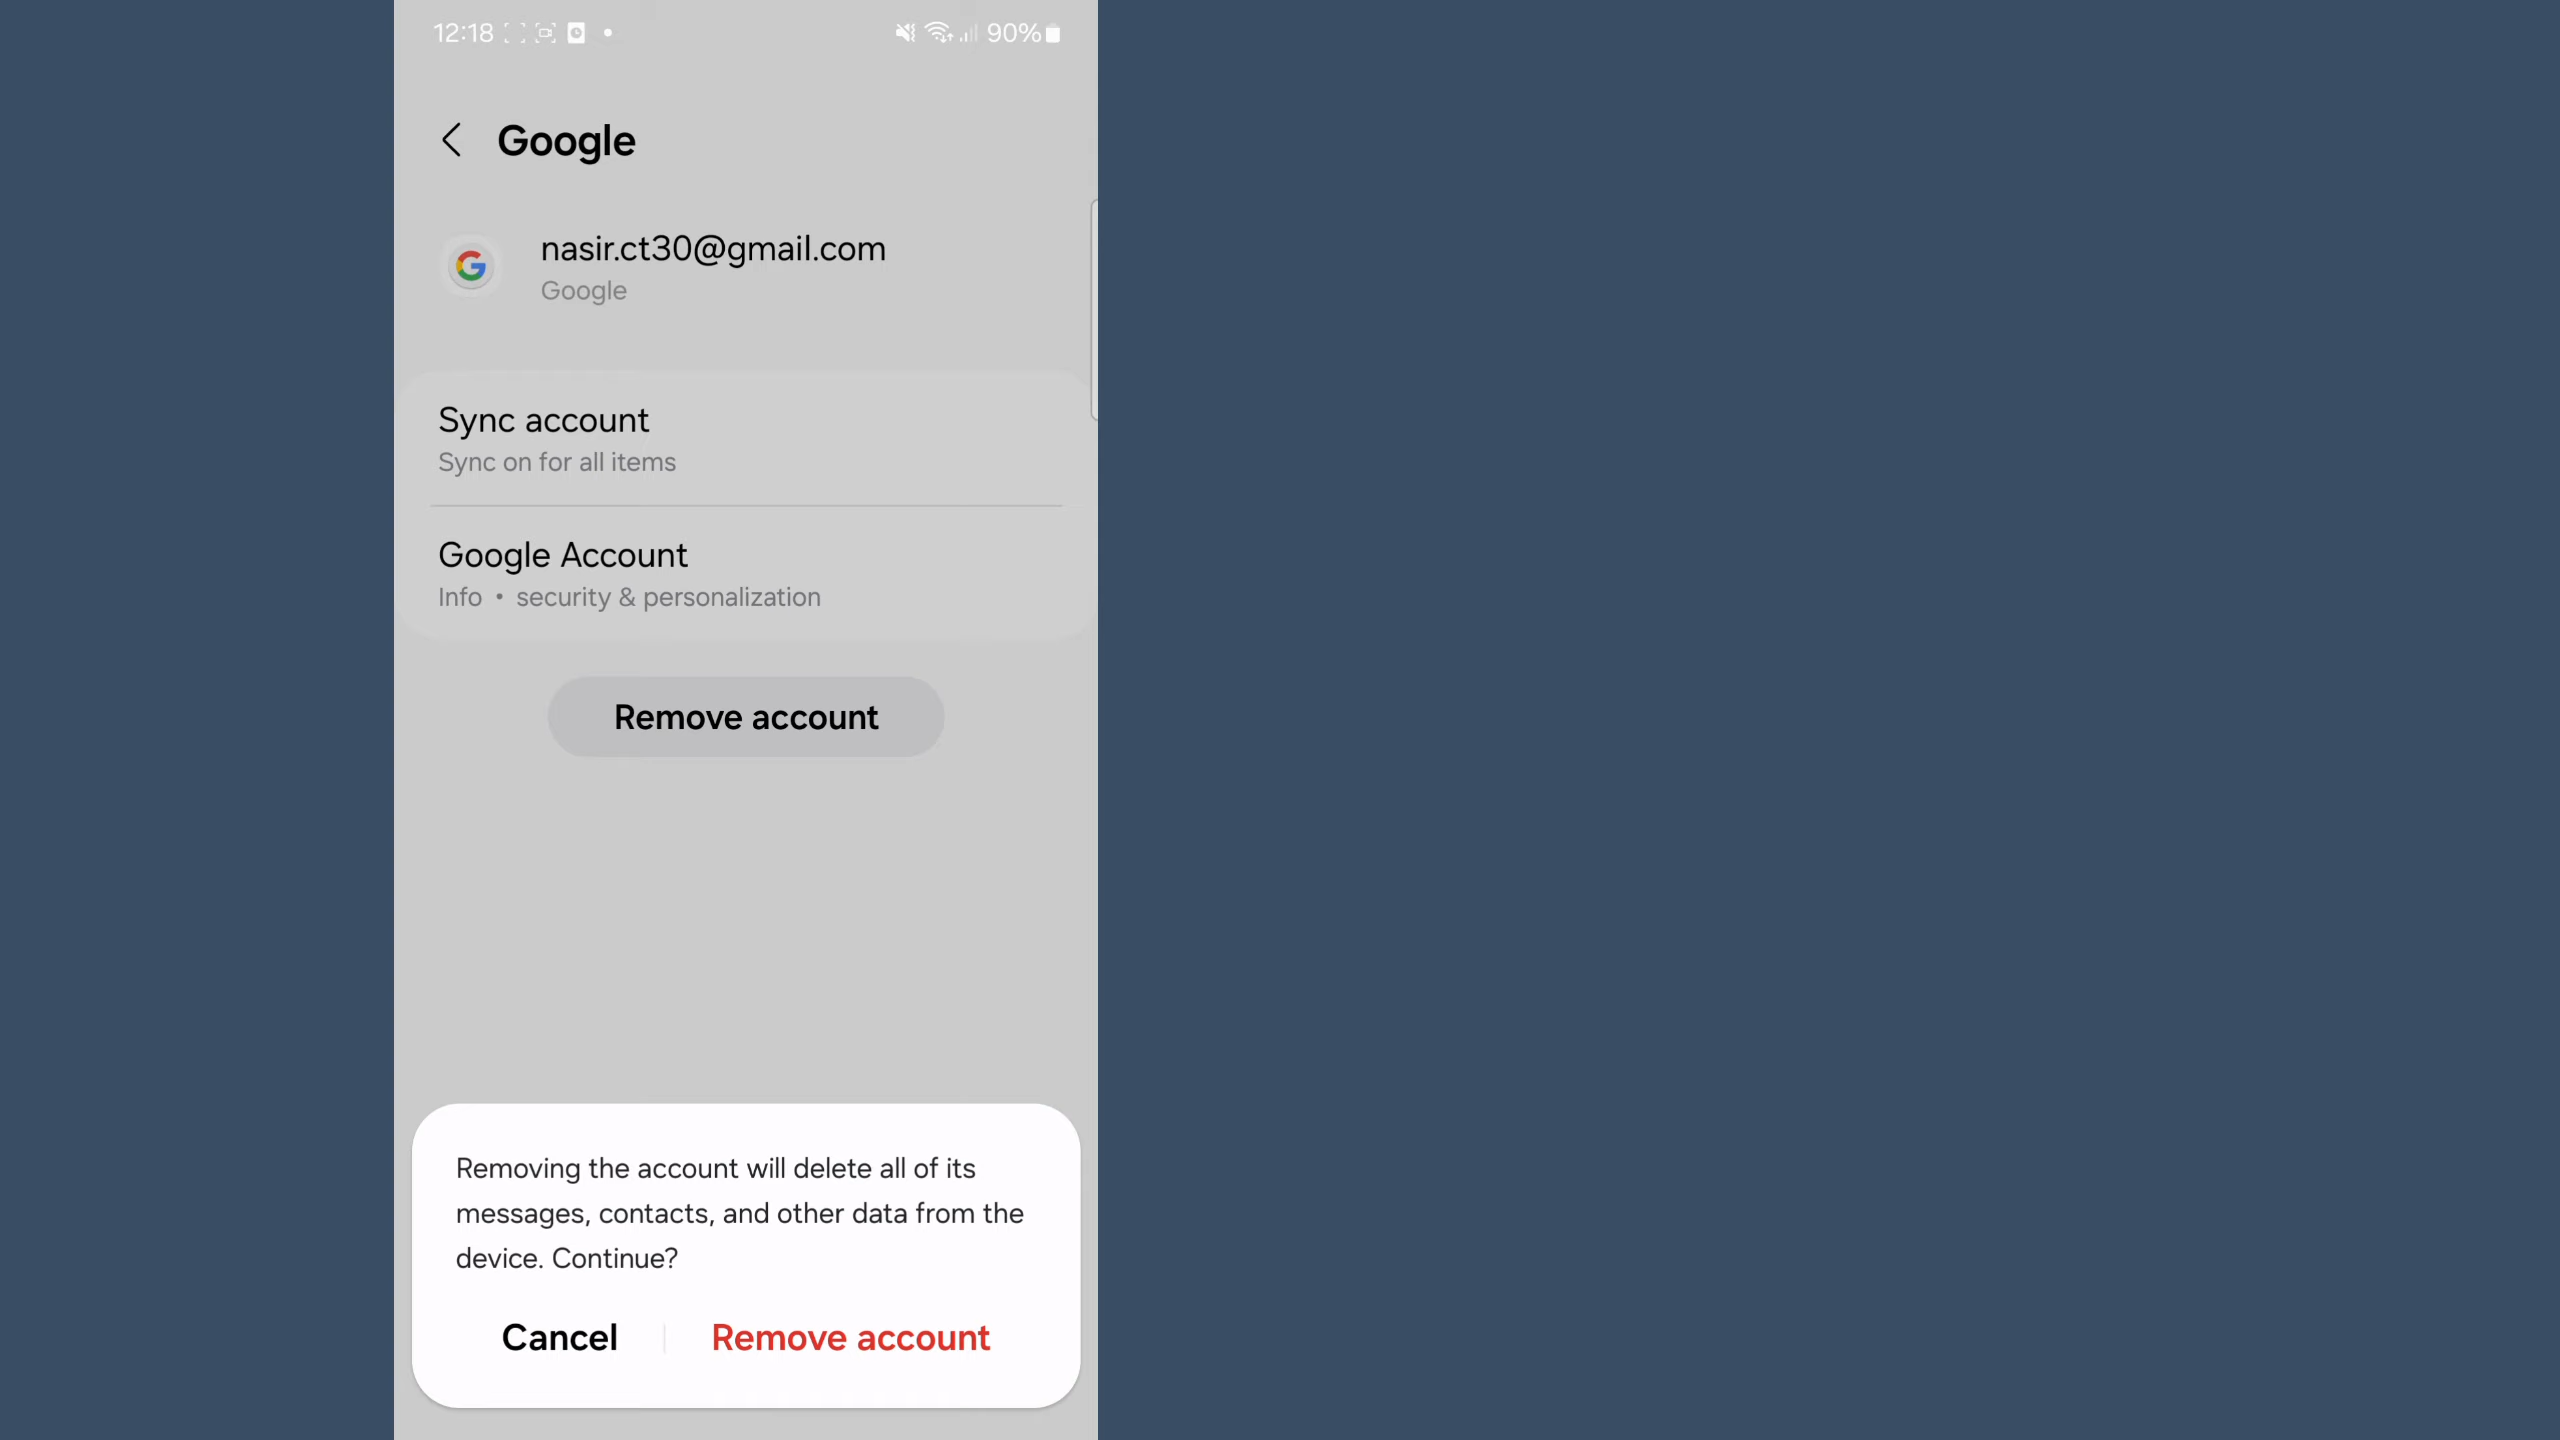 12:18 90%
Google
nasir.ct30@gmail.com
Google
Sync account
Sync on for all items
Google Account
Info • security & personalization
Remove account
Removing the account will delete all of its
messages, contacts, and other data from the
device. Continue?
Cancel Remove account